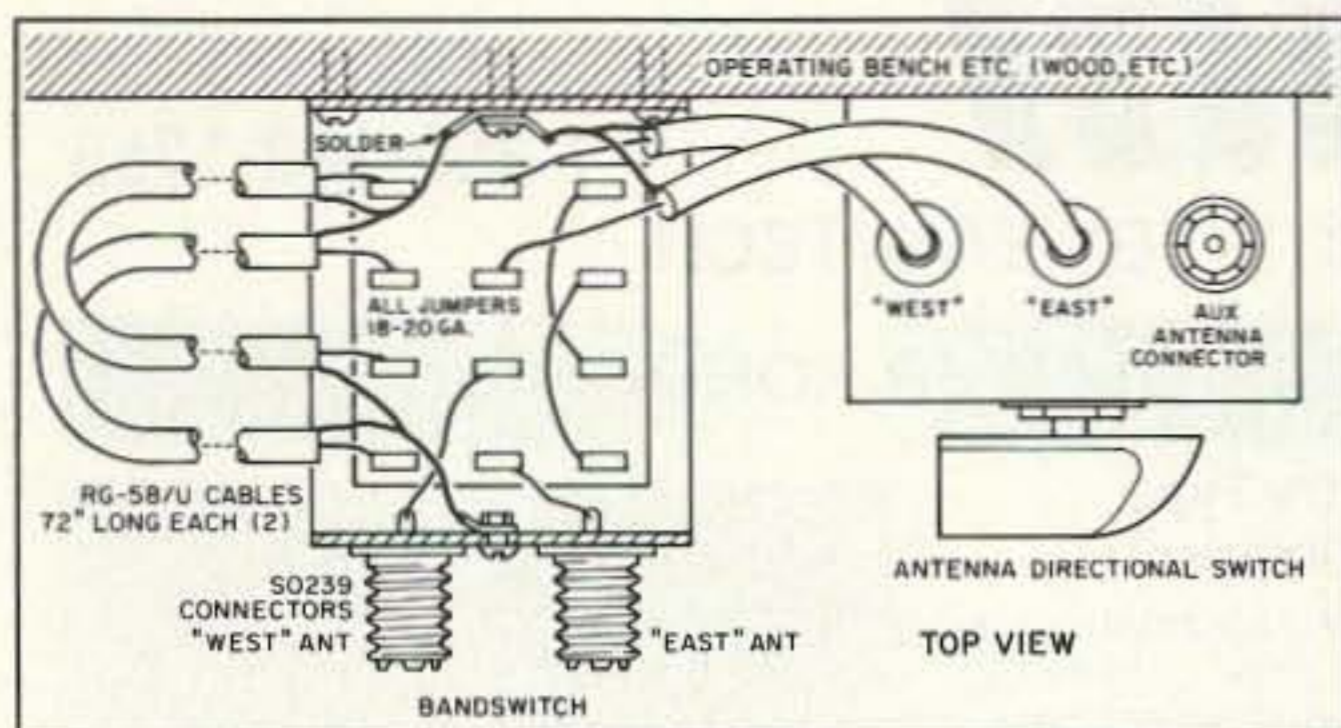 OPERATING BENCH ETC. (WOOD, ETC.)
SOLDER
ALL JUMPERS
18-20 GA.
"WEST"
"EAST"
AUX
ANTENNA
CONNECTOR
RG-58/U CABLES
72" LONG EACH (2)
SO239
CONNECTORS
"WEST" ANT
"EAST" ANT
ANTENNA DIRECTIONAL SWITCH
TOP VIEW
BANDSWITCH